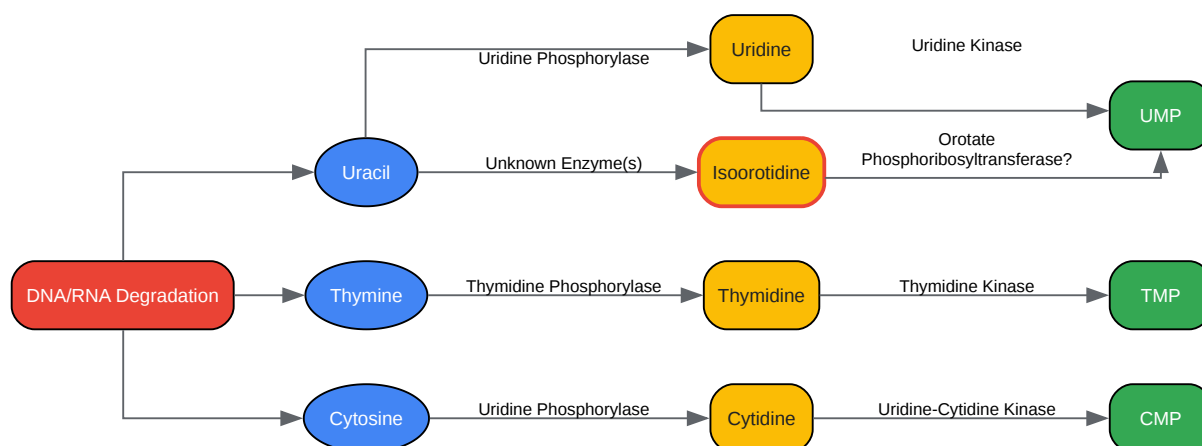 Uridine Phosphorylase
Uridine
Uridine Kinase
UMP
Uracil
Unknown Enzyme(s)
Isoorotidine
Orotate
Phosphoribosyltransferase?
DNA/RNA Degradation
Thymine
Thymidine Phosphorylase
Thymidine
Thymidine Kinase
TMP
Cytosine
Uridine Phosphorylase
Cytidine
Uridine-Cytidine Kinase
CMP